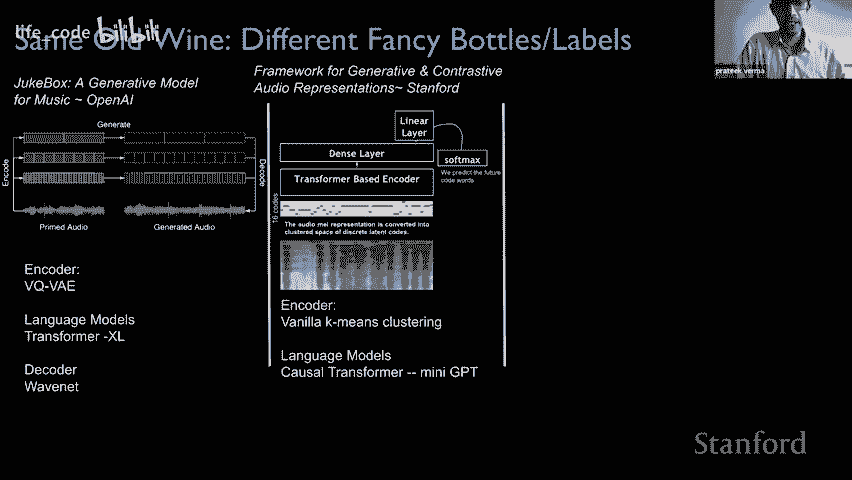 life_code bilibili
Same Old Wine: Different Fancy Bottles/Labels
prateek verma
JukeBox: A Generative Model
for Music ~ OpenAI
Generate
Encode
Decode
Primed Audio
Generated Audio
Encoder:
VQ-VAE
Language Models
Transformer -XL
Decoder
Wavenet
Framework for Generative & Contrastive
Audio Representations~ Stanford
Linear
Layer
Dense Layer
softmax
Transformer Based Encoder
We predict the future
code words
16 codes
The audio mel representation is converted into
clustered space of discrete latent codes.
Encoder:
Vanilla k-means clustering
Language Models
Causal Transformer -- mini GPT
Stanford